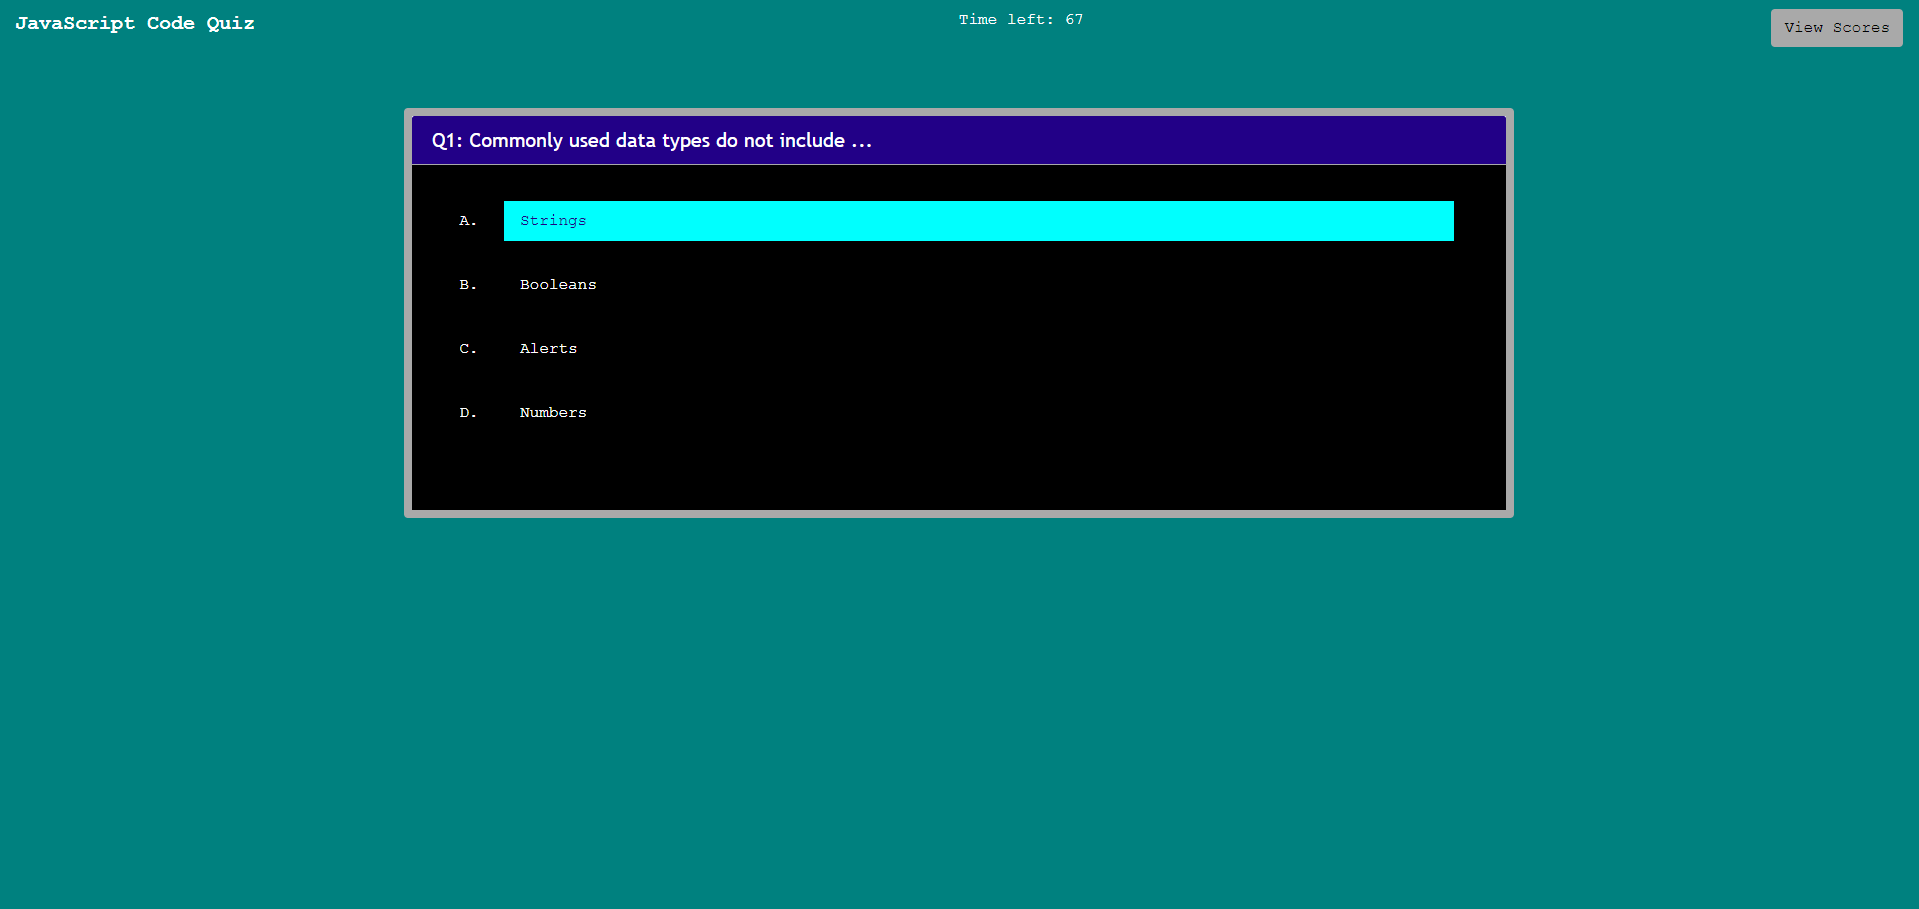 JavaScript Code Quiz
Time left: 67
View Scores
Q1: Commonly used data types do not include ...
A. Strings
B. Booleans
C. Alerts
D. Numbers